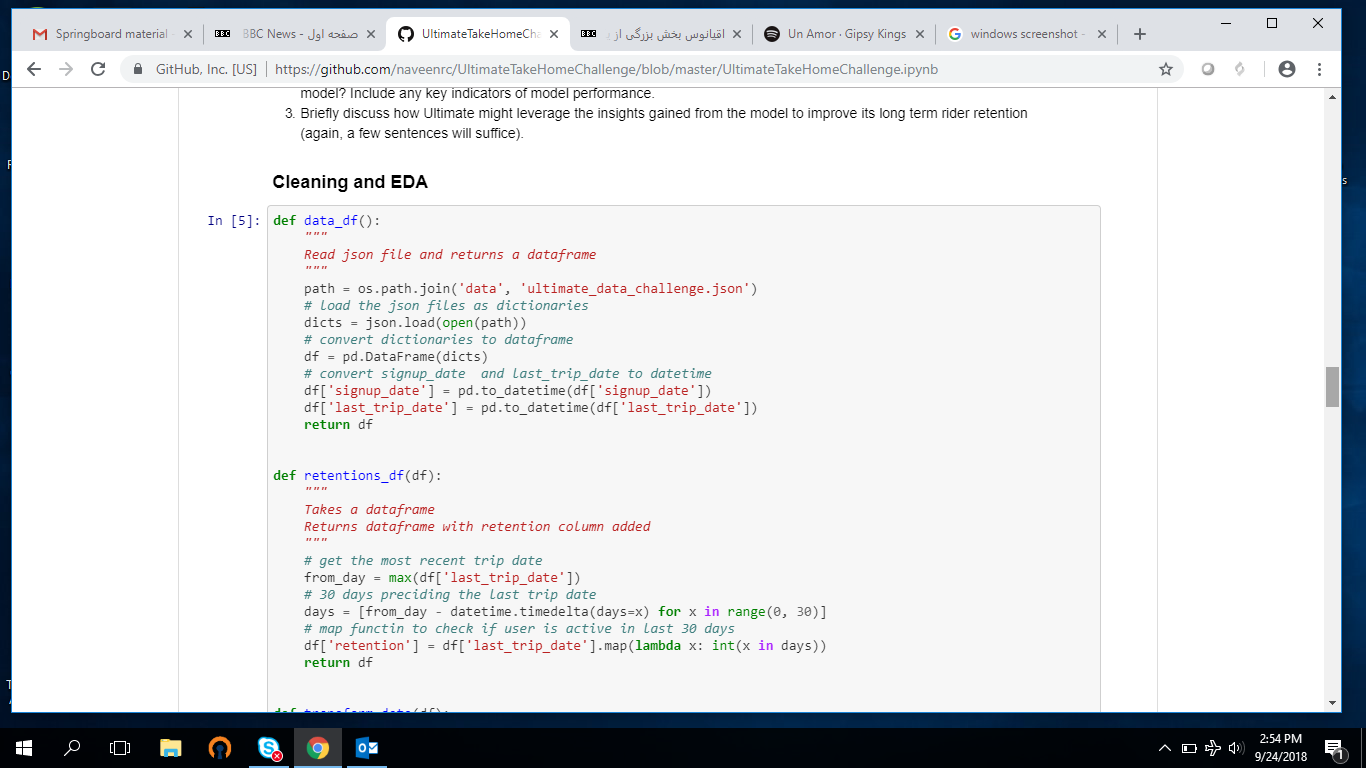 Springboard material -
BBC News - صفحه اول
UltimateTakeHomeCha
اقیانوس بخش بزرگی از
Un Amor · Gipsy Kings
windows screenshot -
GitHub, Inc. [US] | https://github.com/naveenrc/UltimateTakeHomeChallenge/blob/master/UltimateTakeHomeChallenge.ipynb
model? Include any key indicators of model performance.
3. Briefly discuss how Ultimate might leverage the insights gained from the model to improve its long term rider retention
(again, a few sentences will suffice).
Cleaning and EDA
In [5]: def data_df():
"""
Read json file and returns a dataframe
"""
path = os.path.join('data', 'ultimate_data_challenge.json')
# load the json files as dictionaries
dicts = json.load(open(path))
# convert dictionaries to dataframe
df = pd.DataFrame(dicts)
# convert signup_date  and last_trip_date to datetime
df['signup_date'] = pd.to_datetime(df['signup_date'])
df['last_trip_date'] = pd.to_datetime(df['last_trip_date'])
return df
def retentions_df(df):
"""
Takes a dataframe
Returns dataframe with retention column added
"""
# get the most recent trip date
from_day = max(df['last_trip_date'])
# 30 days preciding the last trip date
days = [from_day - datetime.timedelta(days=x) for x in range(0, 30)]
# map functin to check if user is active in last 30 days
df['retention'] = df['last_trip_date'].map(lambda x: int(x in days))
return df
2:54 PM
9/24/2018
1